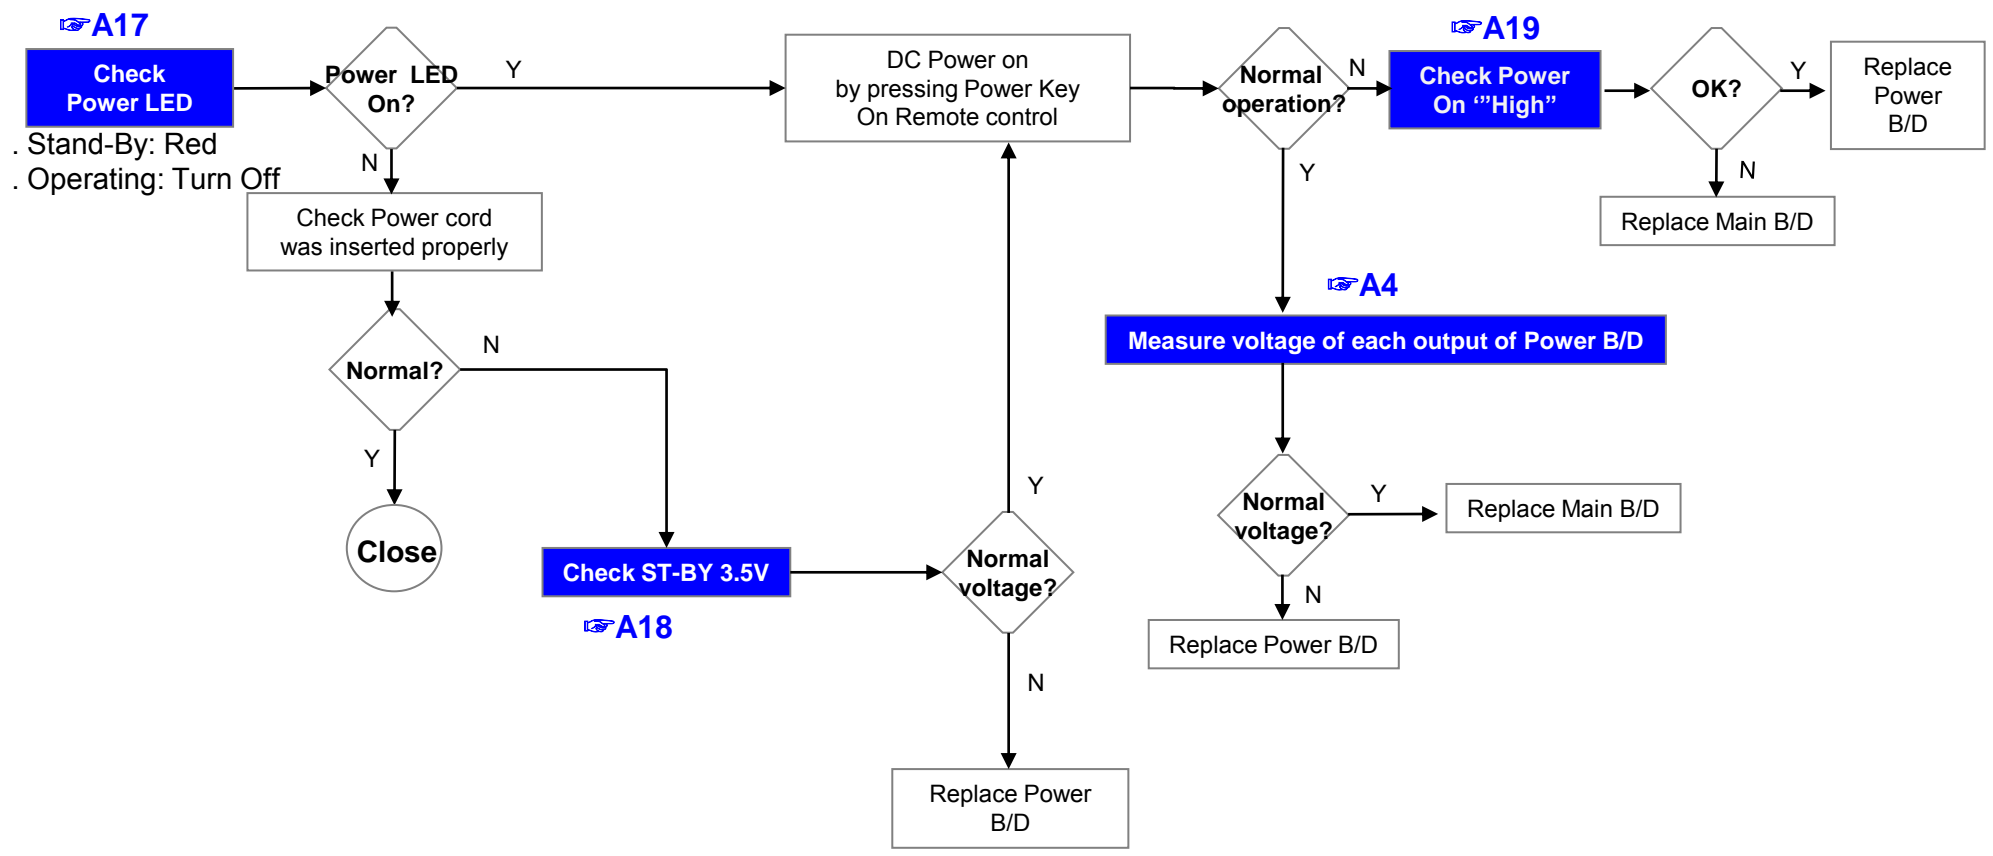 ☞A17
Check
Power LED
. Stand-By: Red
. Operating: Turn Off
Power LED
On?
Y
N
Check Power cord
was inserted properly
Normal?
N
Y
Close
Check ST-BY 3.5V
☞A18
Normal
voltage?
Y
N
Replace Power
B/D
DC Power on
by pressing Power Key
On Remote control
Normal
operation?
N
Y
☞A19
Check Power
On ‘”High”
OK?
Y
N
Replace
Power
B/D
Replace Main B/D
☞A4
Measure voltage of each output of Power B/D
Normal
voltage?
Y
N
Replace Main B/D
Replace Power B/D